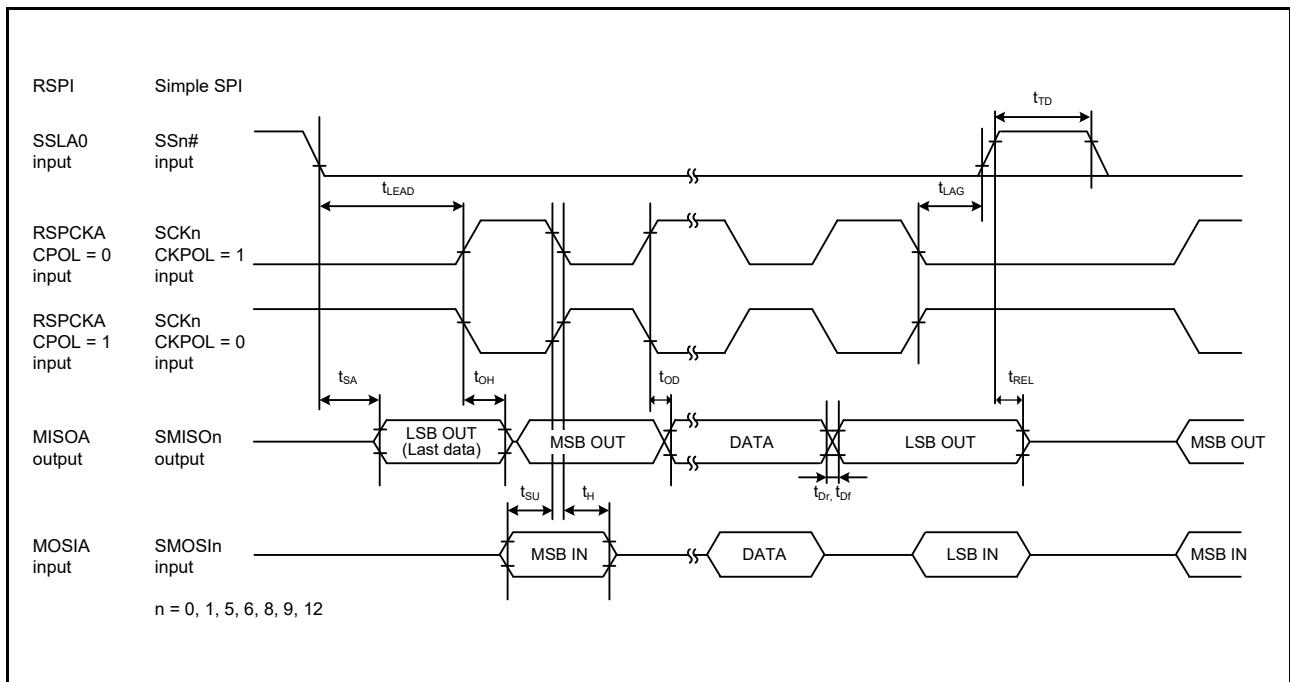 RSPI Simple SPI
tTD
SSLA0 SSn#
input input
tLEAD
tLAG
RSPCKA SCKn
CPOL = 0 CKPOL = 1
input input
RSPCKA SCKn
CPOL = 1 CKPOL = 0
input input
tSA tOH tOD tREL
MISOA SMISOn
output output
LSB OUT
(Last data)
MSB OUT DATA LSB OUT MSB OUT
tSU tH tDr, tDf
MOSIA SMOSIn
input input
MSB IN DATA LSB IN MSB IN
n = 0, 1, 5, 6, 8, 9, 12